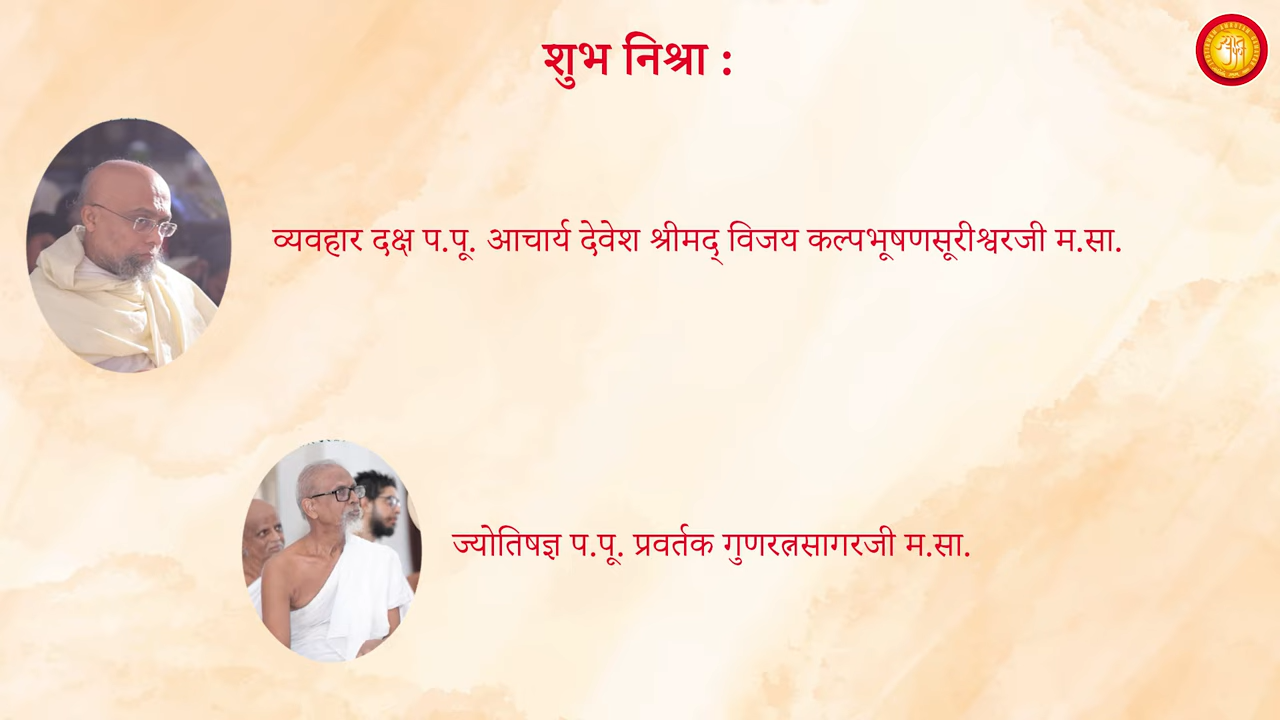 शुभ निश्रा :
व्यवहार दक्ष प.पू. आचार्य देवेश श्रीमद् विजय कल्पभूषणसूरीश्वरजी म.सा.
ज्योतिषज्ञ प.पू. प्रवर्तक गुणरत्नसागरजी म.सा.